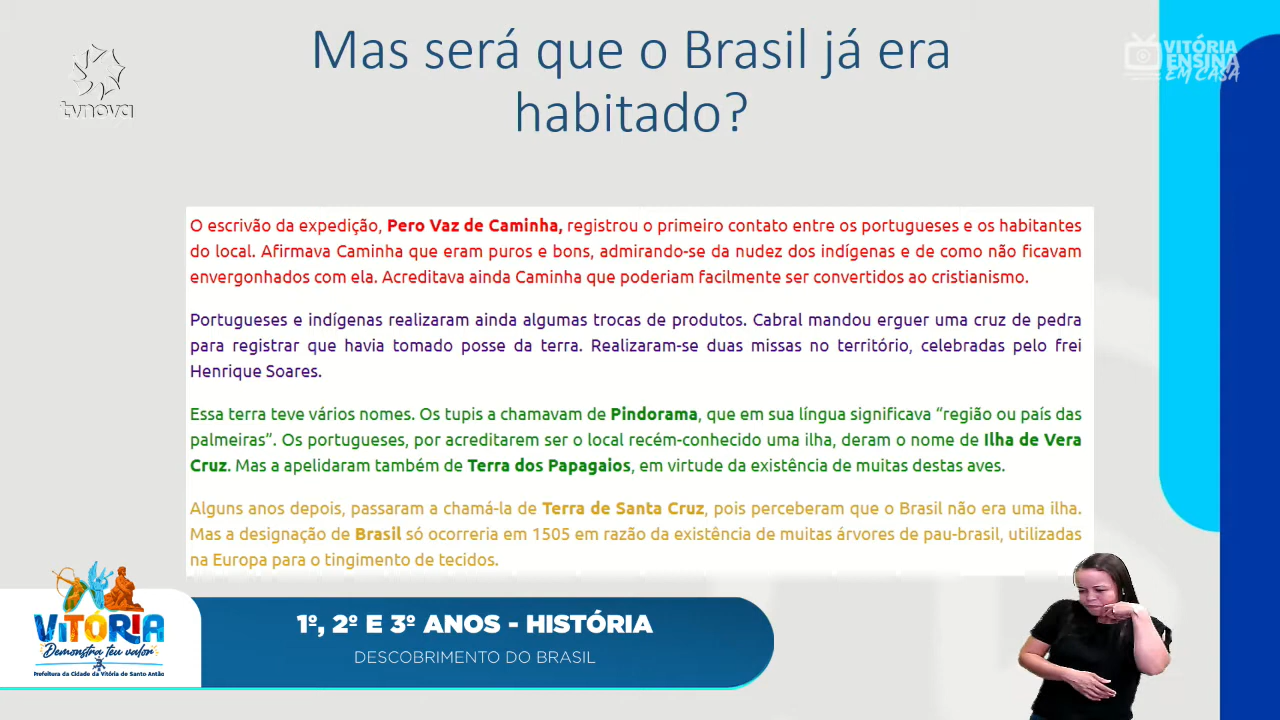 Mas será que o Brasil já era
habitado?
tvnova
VITÓRIA
ENSINA
EM CASA
O escrivão da expedição, Pero Vaz de Caminha, registrou o primeiro contato entre os portugueses e os habitantes
do local. Afirmava Caminha que eram puros e bons, admirando-se da nudez dos indígenas e de como não ficavam
envergonhados com ela. Acreditava ainda Caminha que poderiam facilmente ser convertidos ao cristianismo.
Portugueses e indígenas realizaram ainda algumas trocas de produtos. Cabral mandou erguer uma cruz de pedra
para registrar que havia tomado posse da terra. Realizaram-se duas missas no território, celebradas pelo frei
Henrique Soares.
Essa terra teve vários nomes. Os tupis a chamavam de Pindorama, que em sua língua significava “região ou país das
palmeiras”. Os portugueses, por acreditarem ser o local recém-conhecido uma ilha, deram o nome de Ilha de Vera
Cruz. Mas a apelidaram também de Terra dos Papagaios, em virtude da existência de muitas destas aves.
Alguns anos depois, passaram a chamá-la de Terra de Santa Cruz, pois perceberam que o Brasil não era uma ilha.
Mas a designação de Brasil só ocorreria em 1505 em razão da existência de muitas árvores de pau-brasil, utilizadas
na Europa para o tingimento de tecidos.
VITÓRIA
Demonstra teu valor
Prefeitura da Cidade da Vitória de Santo Antão
1º, 2º E 3º ANOS - HISTÓRIA
DESCOBRIMENTO DO BRASIL